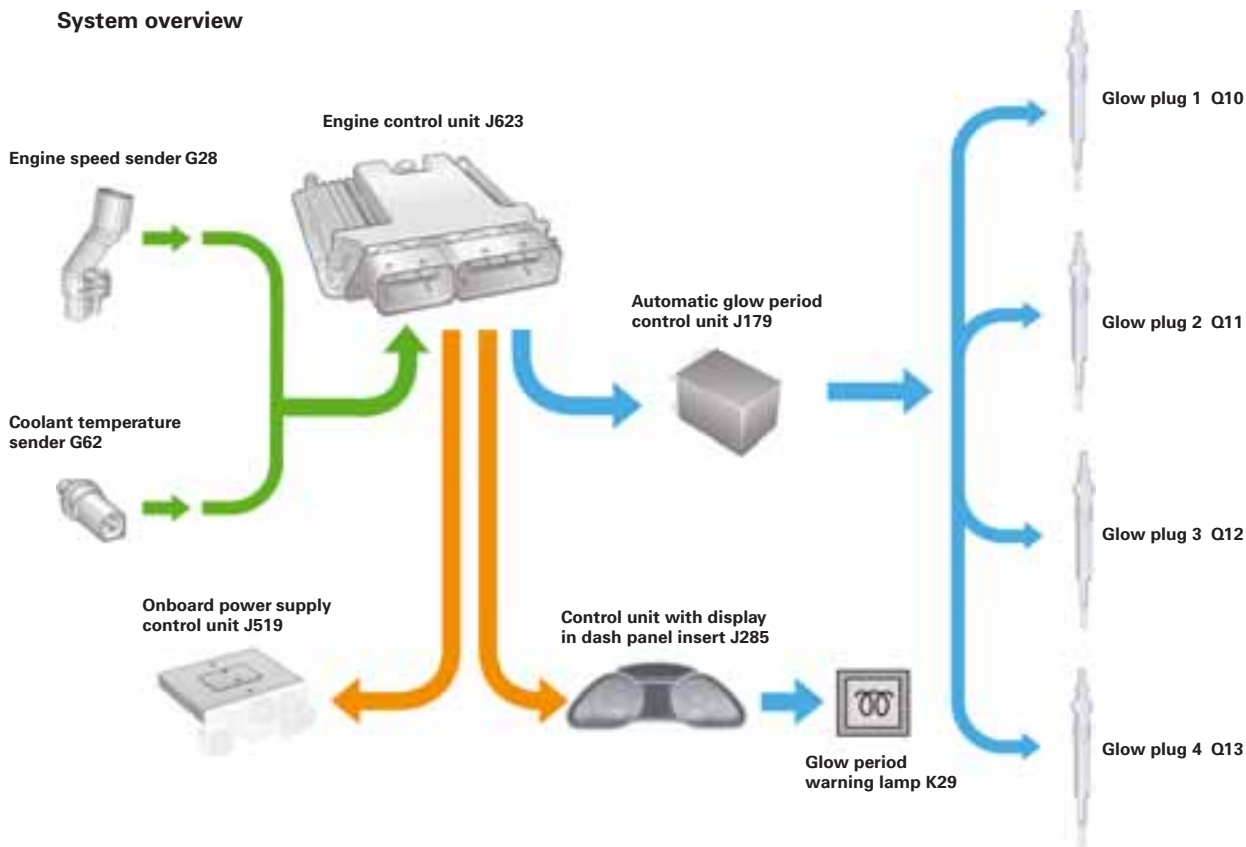 System overview
Engine control unit J623
Engine speed sender G28
Glow plug 1 Q10
Automatic glow period
control unit J179
Glow plug 2 Q11
Coolant temperature
sender G62
Glow plug 3 Q12
Onboard power supply
control unit J519
Control unit with display
in dash panel insert J285
Glow period
warning lamp K29
Glow plug 4 Q13